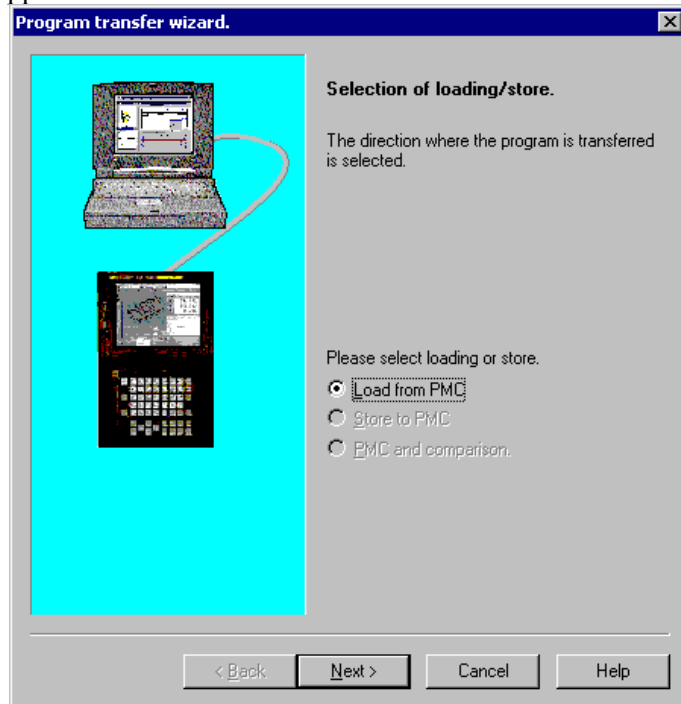 Program transfer wizard.
Selection of loading/store.
The direction where the program is transferred
is selected.
Please select loading or store.
Load from PMC
Store to PMC
PMC and comparison.
< Back
Next >
Cancel
Help